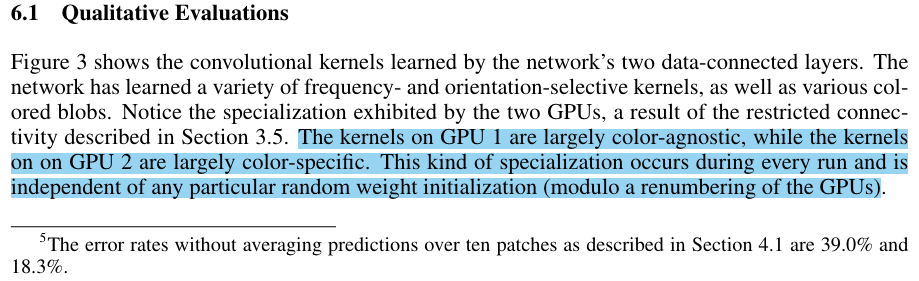 6.1 Qualitative Evaluations
Figure 3 shows the convolutional kernels learned by the network's two data-connected layers. The
network has learned a variety of frequency- and orientation-selective kernels, as well as various col-
ored blobs. Notice the specialization exhibited by the two GPUs, a result of the restricted connec-
tivity described in Section 3.5. The kernels on GPU 1 are largely color-agnostic, while the kernels
on on GPU 2 are largely color-specific. This kind of specialization occurs during every run and is
independent of any particular random weight initialization (modulo a renumbering of the GPUs).
5The error rates without averaging predictions over ten patches as described in Section 4.1 are 39.0% and
18.3%.